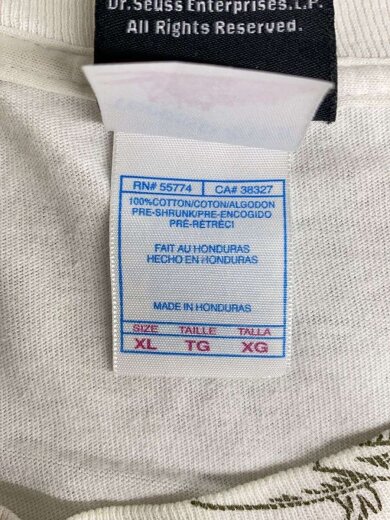 Dr.Seuss Enterprises.L.P.
All Rights Reserved.
RN# 55774 CA# 38327
100%COTTON/COTON/ALGODON
PRE-SHRUNK/PRE-ENCOGIDO
PRÉ-RÉTRÉCI
FAIT AU HONDURAS
HECHO EN HONDURAS
MADE IN HONDURAS
SIZE TAILLE TALLA
XL TG XG